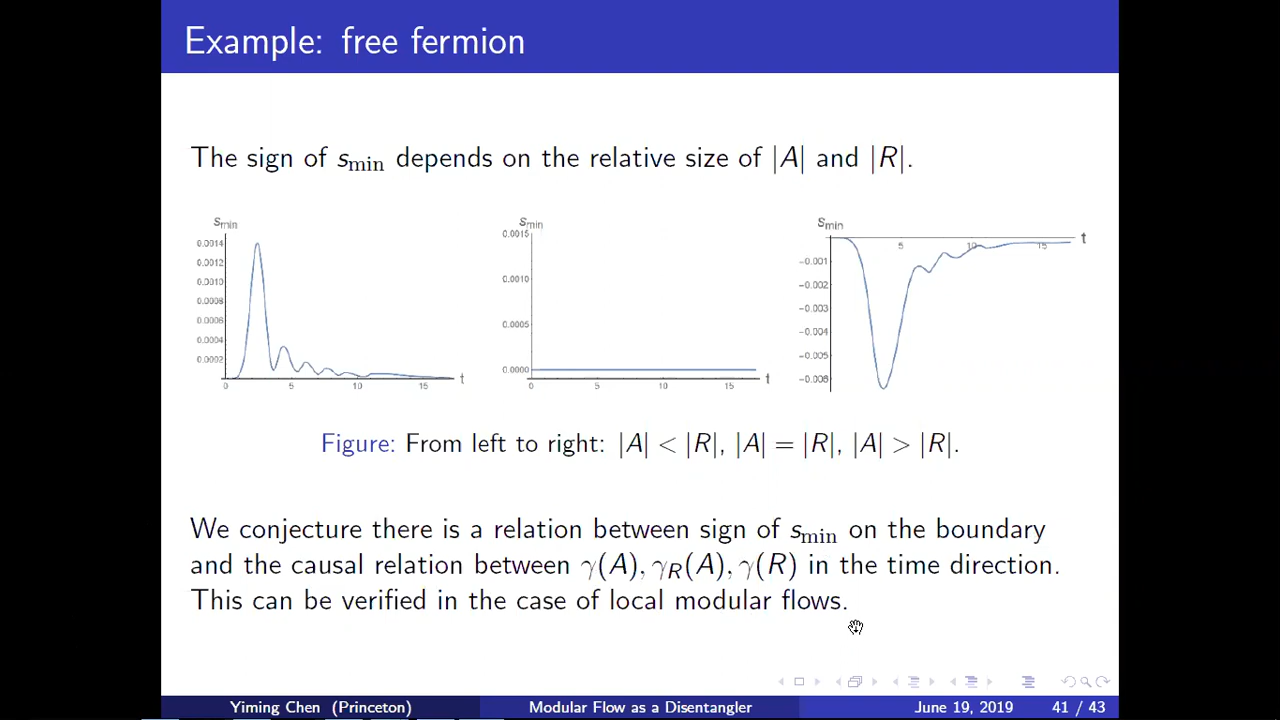 Example: free fermion
The sign of s_min depends on the relative size of |A| and |R|.
s_min
0.0014
0.0012
0.0010
0.0008
0.0006
0.0004
0.0002
0 5 10 15 t
s_min
0.0015
0.0010
0.0005
0.0000
0 5 10 15 t
s_min
5 10 15 t
-0.001
-0.002
-0.003
-0.004
-0.005
-0.006
Figure: From left to right: |A| < |R|, |A| = |R|, |A| > |R|.
We conjecture there is a relation between sign of s_min on the boundary
and the causal relation between γ(A), γ_R(A), γ(R) in the time direction.
This can be verified in the case of local modular flows.
Yiming Chen (Princeton) Modular Flow as a Disentangler June 19, 2019 41 / 43